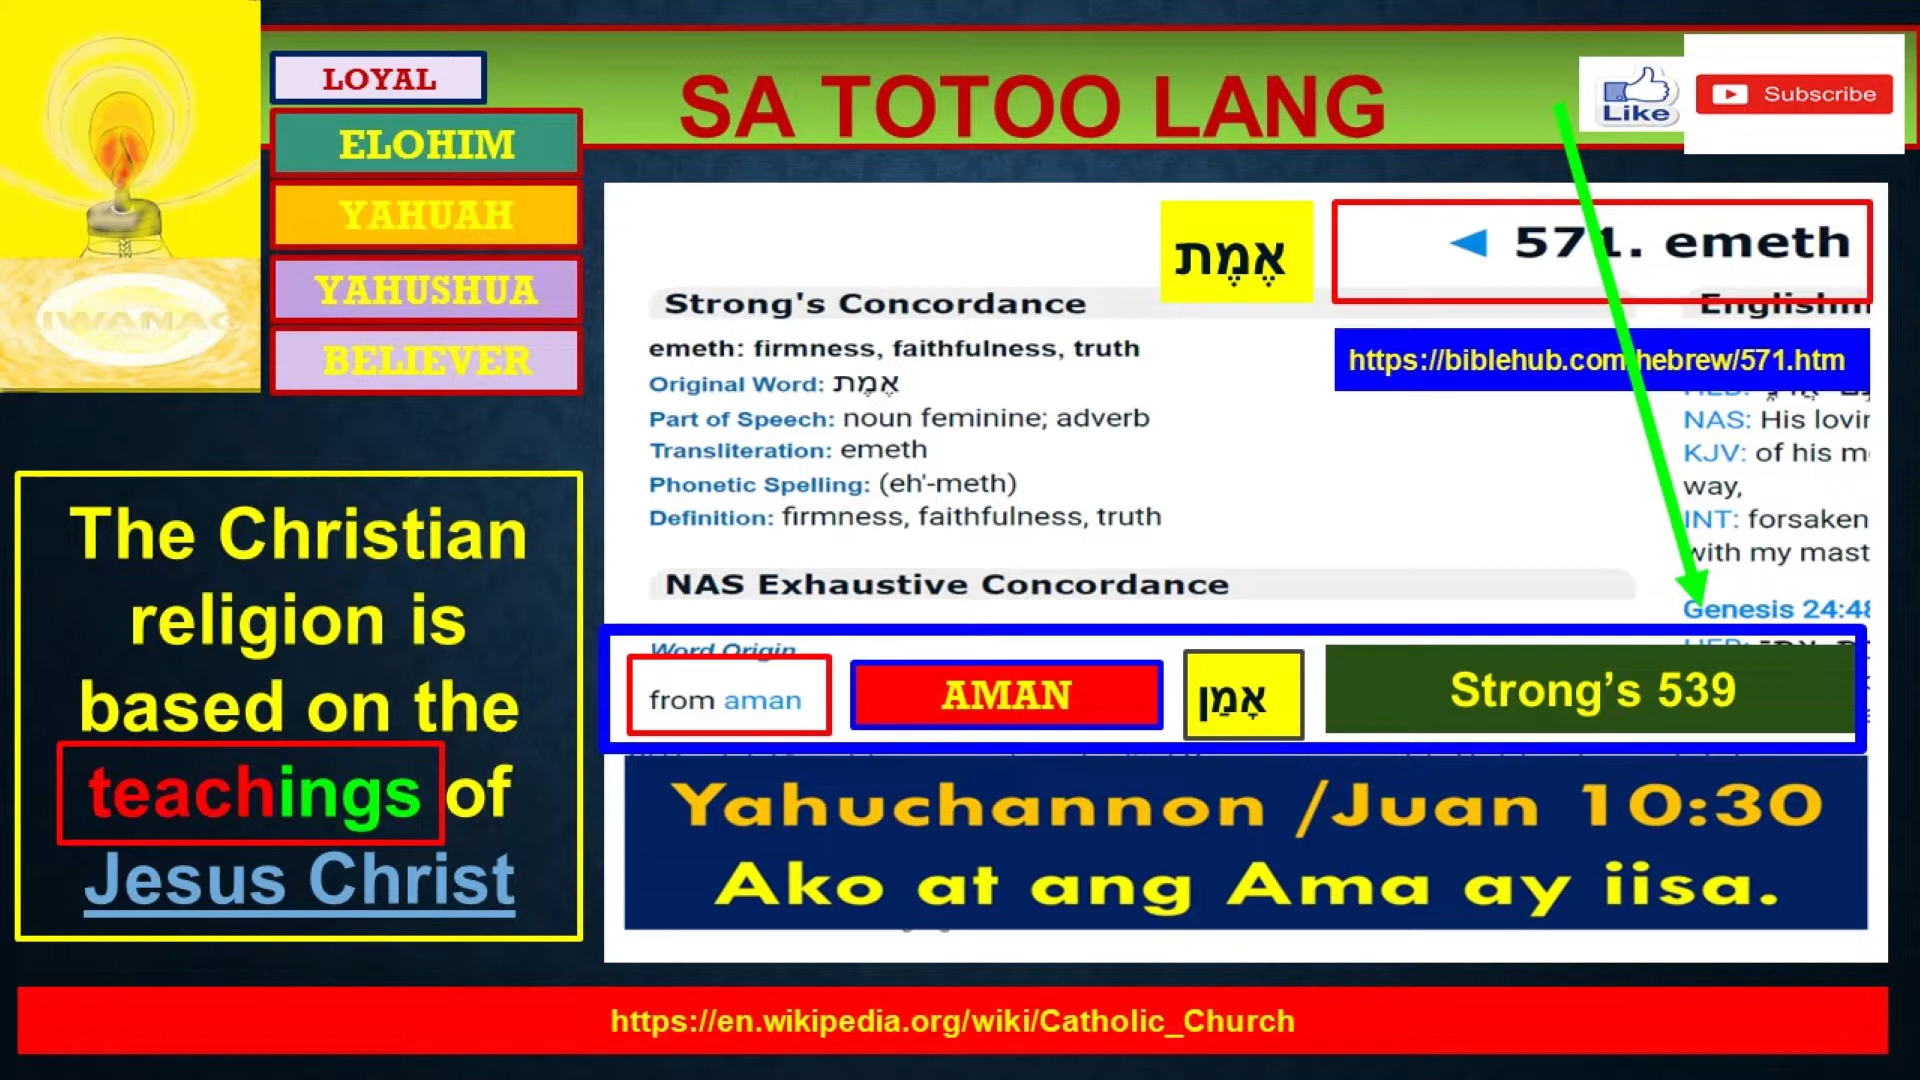 LOYAL
ELOHIM
YAHUAH
YAHUSHUA
BELIEVER
IWANAG
SA TOTOO LANG
Like
Subscribe
אֶמֶת
571. emeth
Strong's Concordance
emeth: firmness, faithfulness, truth
Original Word: אֶמֶת
Part of Speech: noun feminine; adverb
Transliteration: emeth
Phonetic Spelling: (eh'-meth)
Definition: firmness, faithfulness, truth
NAS Exhaustive Concordance
Word Origin
from aman
AMAN
אָמַן
Strong’s 539
https://biblehub.com/hebrew/571.htm
NAS: His
KJV: of his
way,
INT: forsaken
with my mast
Genesis 24:48
Yahuchannon /Juan 10:30
Ako at ang Ama ay iisa.
The Christian
religion is
based on the
teachings of
Jesus Christ
https://en.wikipedia.org/wiki/Catholic_Church